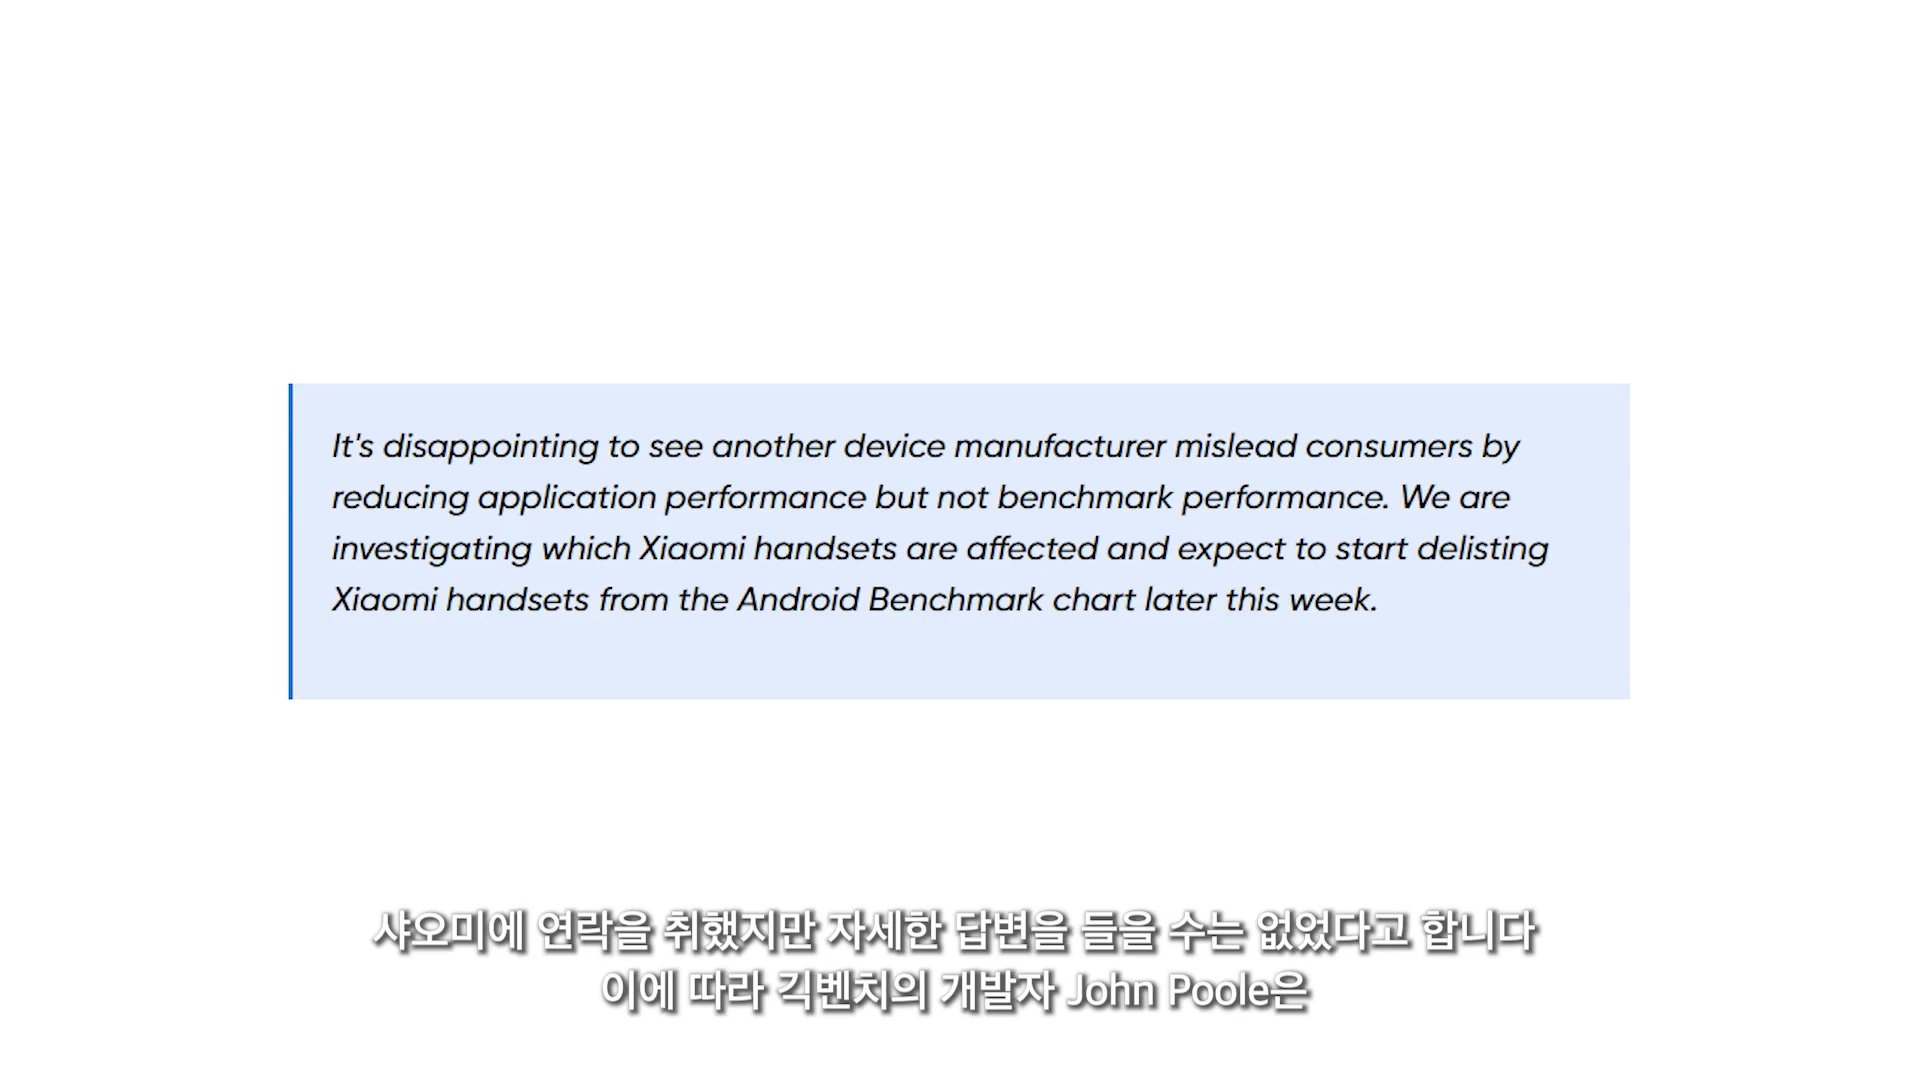 It's disappointing to see another device manufacturer mislead consumers by
reducing application performance but not benchmark performance. We are
investigating which Xiaomi handsets are affected and expect to start delisting
Xiaomi handsets from the Android Benchmark chart later this week.
샤오미에 연락을 취했지만 자세한 답변을 들을 수는 없었다고 합니다
이에 따라 긱벤치의 개발자 John Poole은